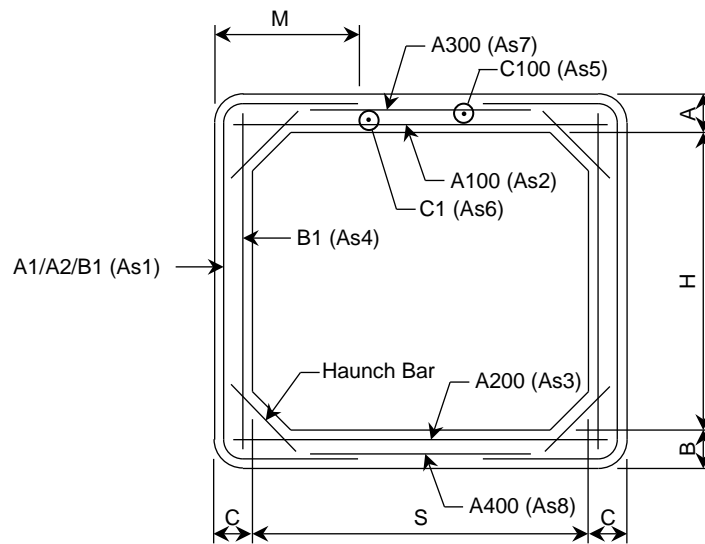 M
A300 (As7)
C100 (As5)
A
A100 (As2)
C1 (As6)
B1 (As4)
A1/A2/B1 (As1)
H
Haunch Bar
A200 (As3)
B
A400 (As8)
C
S
C